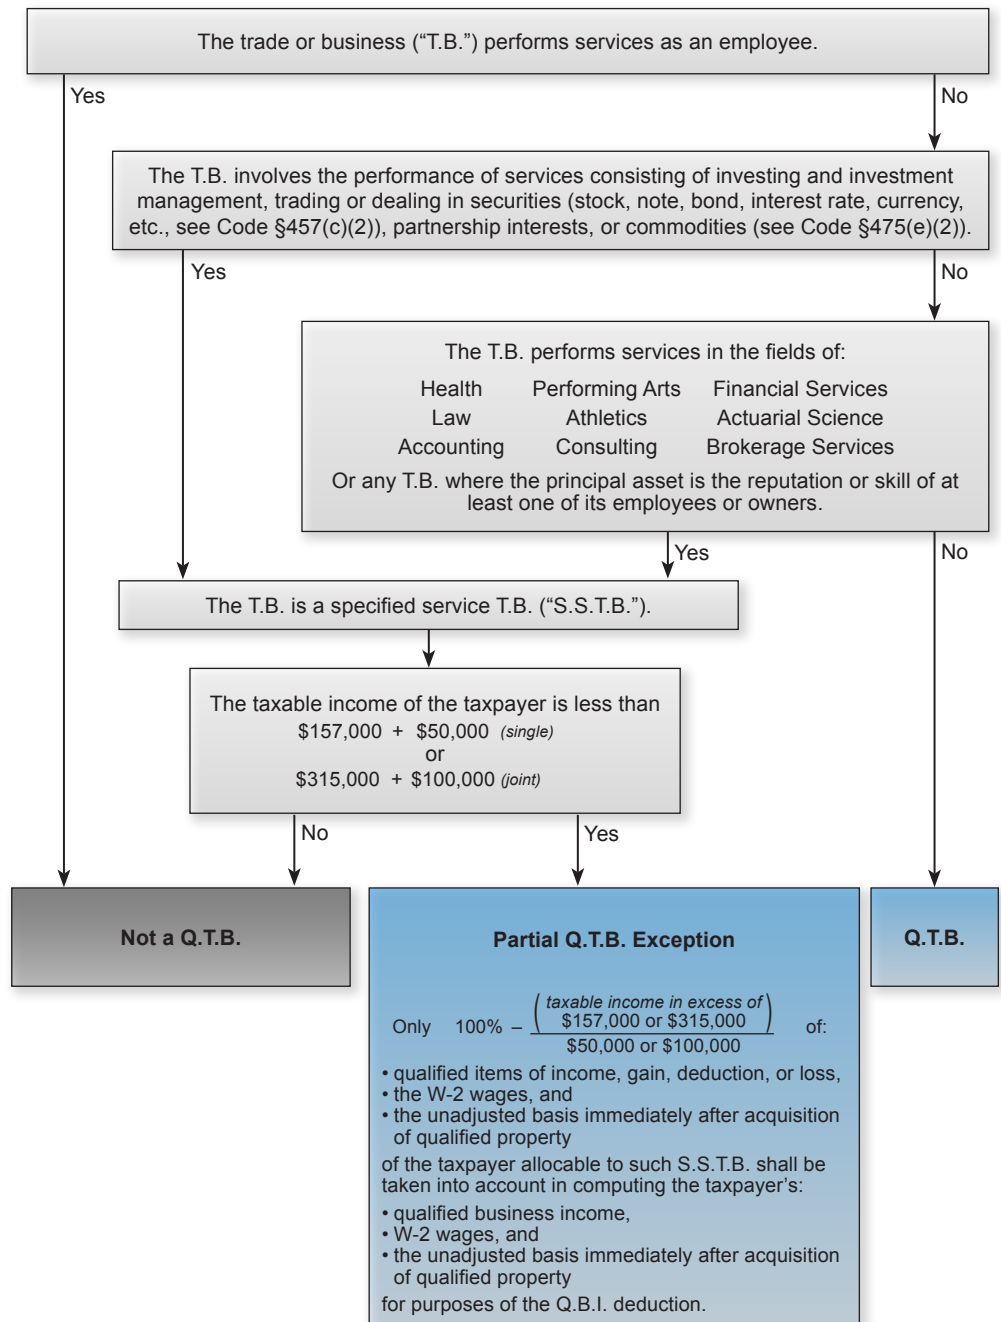 The trade or business (“T.B.”) performs services as an employee.
Yes
No
The T.B. involves the performance of services consisting of investing and investment
management, trading or dealing in securities (stock, note, bond, interest rate, currency,
etc., see Code §457(c)(2)), partnership interests, or commodities (see Code §475(e)(2)).
Yes
No
The T.B. performs services in the fields of:
Health Performing Arts Financial Services
Law Athletics Actuarial Science
Accounting Consulting Brokerage Services
Or any T.B. where the principal asset is the reputation or skill of at
least one of its employees or owners.
Yes
No
The T.B. is a specified service T.B. (“S.S.T.B.”).
The taxable income of the taxpayer is less than
$157,000 + $50,000 (single)
or
$315,000 + $100,000 (joint)
No
Yes
Not a Q.T.B.
Partial Q.T.B. Exception
Q.T.B.
Only 100% – (taxable income in excess of
$157,000 or $315,000) of:
$50,000 or $100,000
• qualified items of income, gain, deduction, or loss,
• the W-2 wages, and
• the unadjusted basis immediately after acquisition
of qualified property
of the taxpayer allocable to such S.S.T.B. shall be
taken into account in computing the taxpayer’s:
• qualified business income,
• W-2 wages, and
• the unadjusted basis immediately after acquisition
of qualified property
for purposes of the Q.B.I. deduction.